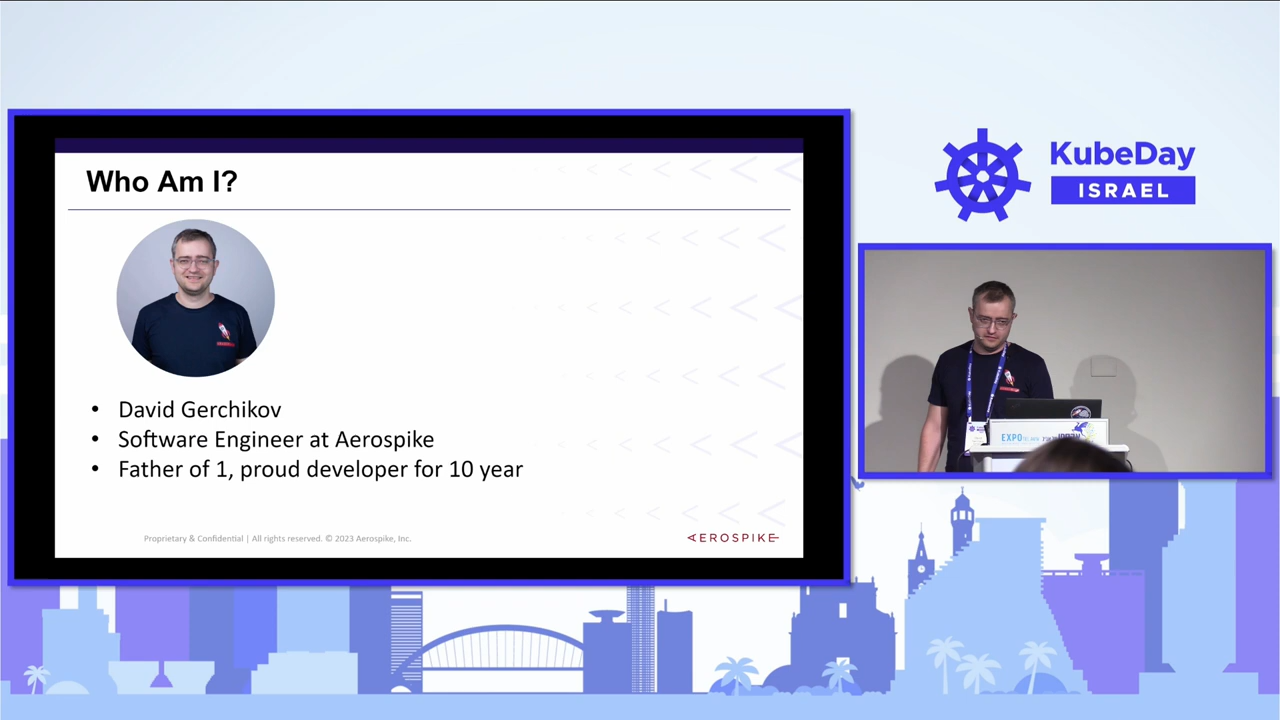 Who Am I?
• David Gerchikov
• Software Engineer at Aerospike
• Father of 1, proud developer for 10 year
Proprietary & Confidential | All rights reserved. © 2023 Aerospike, Inc.
AEROSPIKE
KubeDay
ISRAEL
EXPO